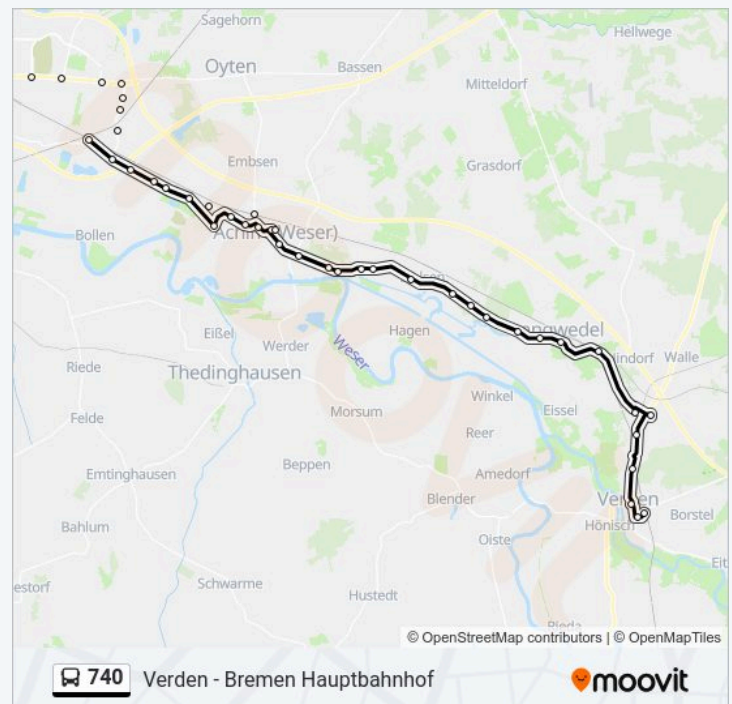 Sagehorn
Hellwege
Oyten
Bassen
Mitteldorf
Grasdorf
Embsen
Bollen
Achim (Weser)
Eißel
Werder
Hagen
Weser
Riede
Thedinghausen
Walle
Winkel
Morsum
Eissel
Felde
Reer
Beppen
Amedorf
Emtinghausen
Blender
Verden
Borstel
Hönisch
Bahlum
Oiste
Schwarme
Hustedt
© OpenStreetMap contributors | © OpenMapTiles
740 Verden - Bremen Hauptbahnhof
moovit